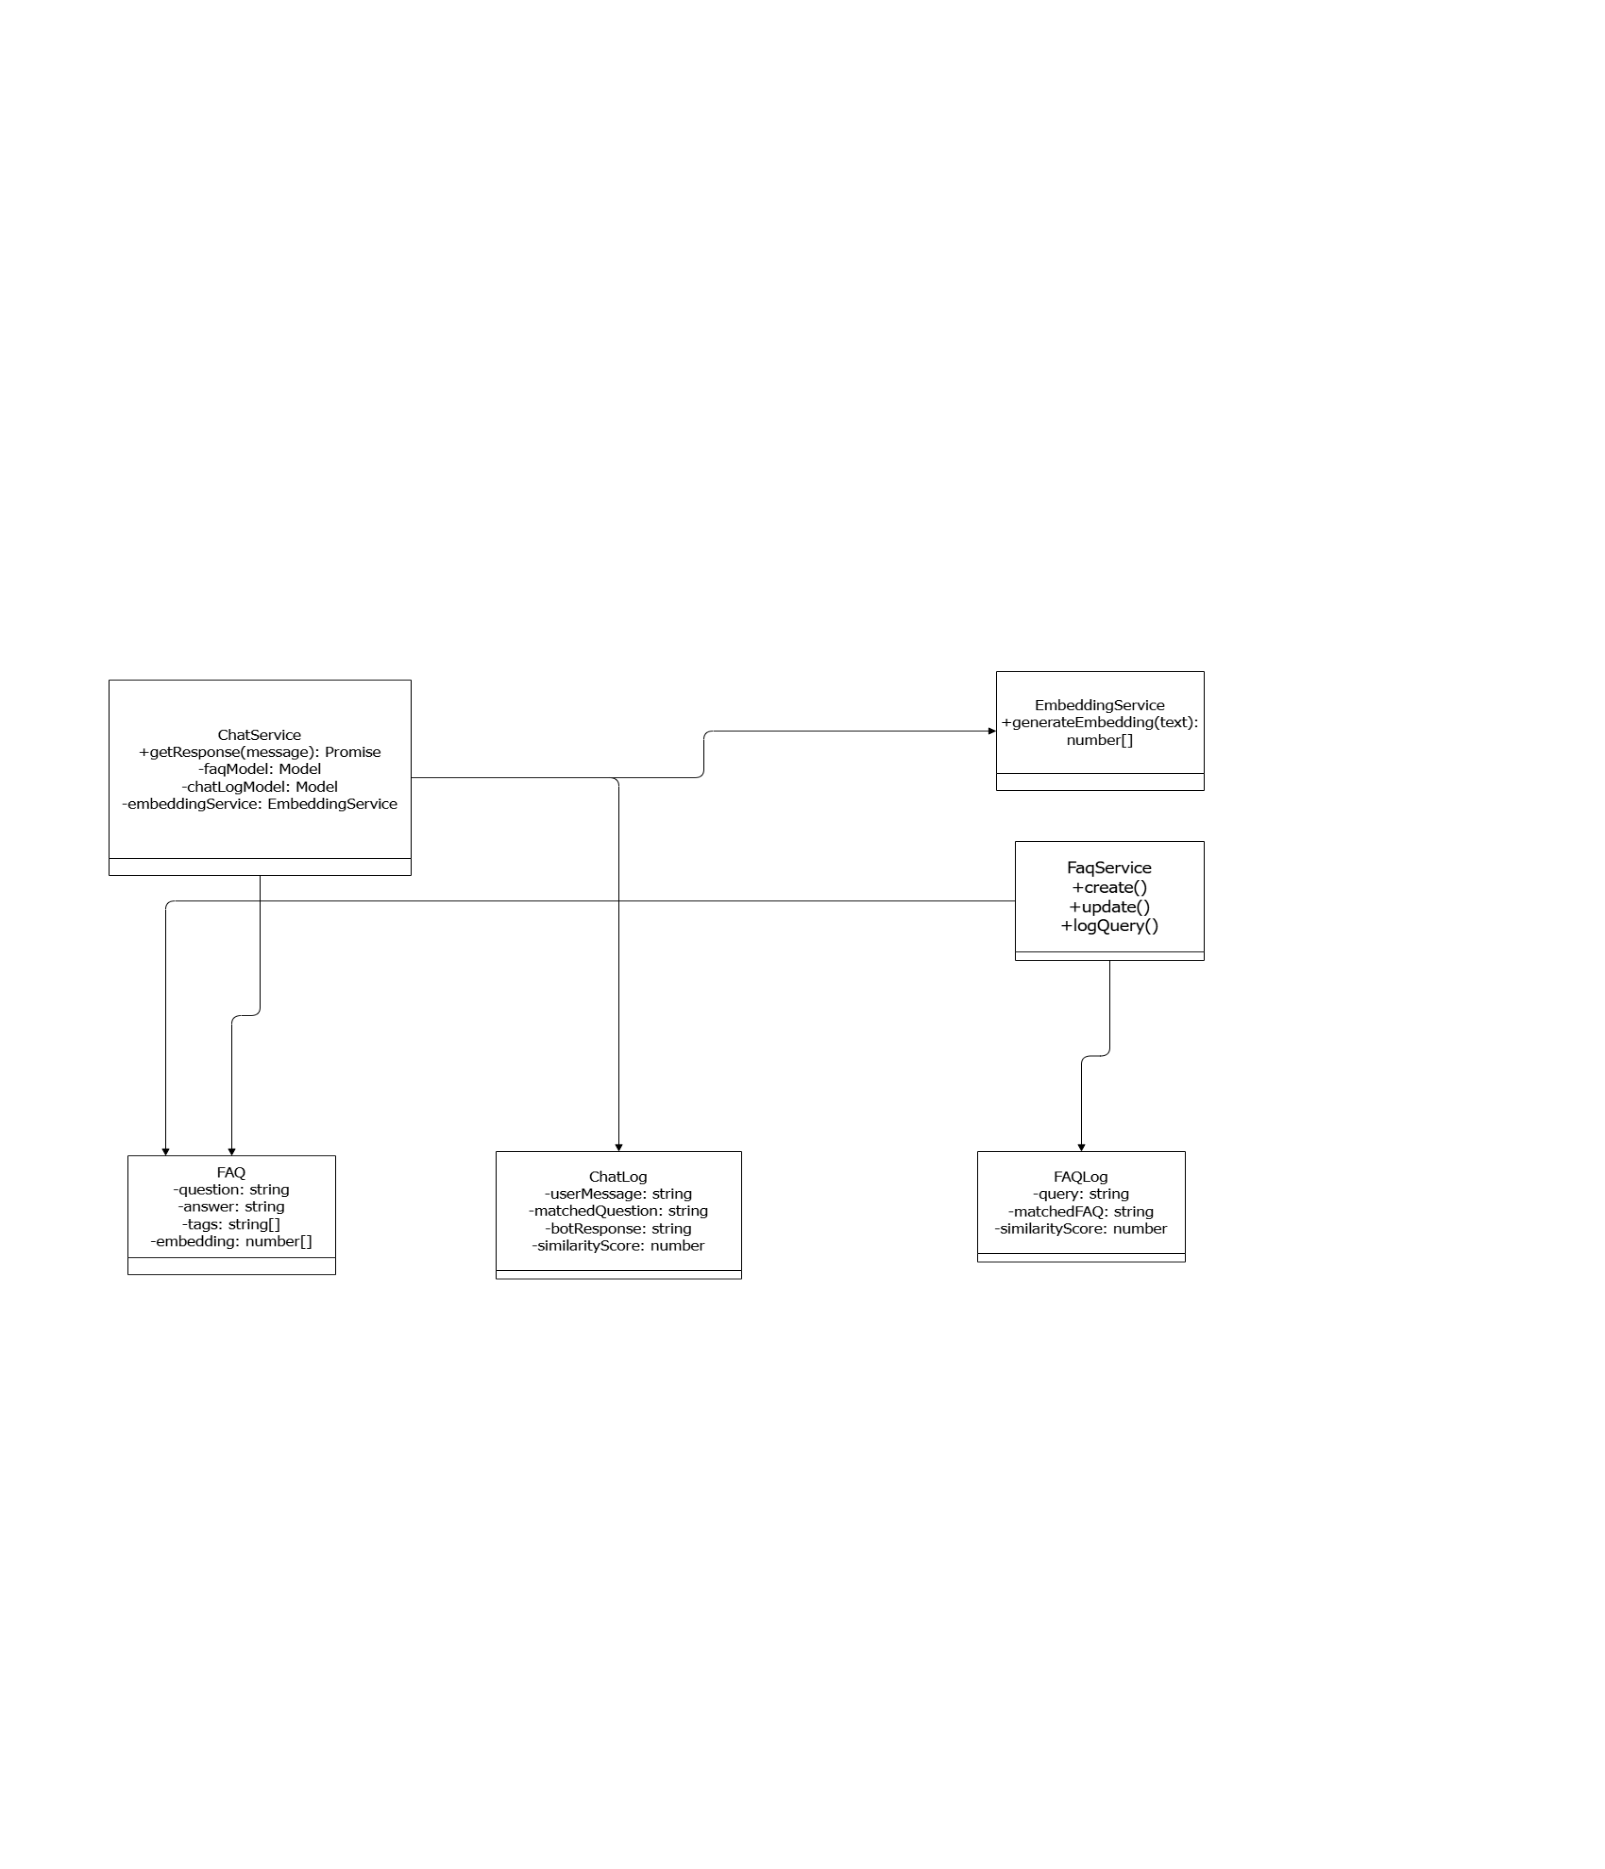 ChatService
+getResponse(message): Promise
-faqModel: Model
-chatLogModel: Model
-embeddingService: EmbeddingService
EmbeddingService
+generateEmbedding(text):
number[]
FaqService
+create()
+update()
+logQuery()
FAQ
-question: string
-answer: string
-tags: string[]
-embedding: number[]
ChatLog
-userMessage: string
-matchedQuestion: string
-botResponse: string
-similarityScore: number
FAQLog
-query: string
-matchedFAQ: string
-similarityScore: number